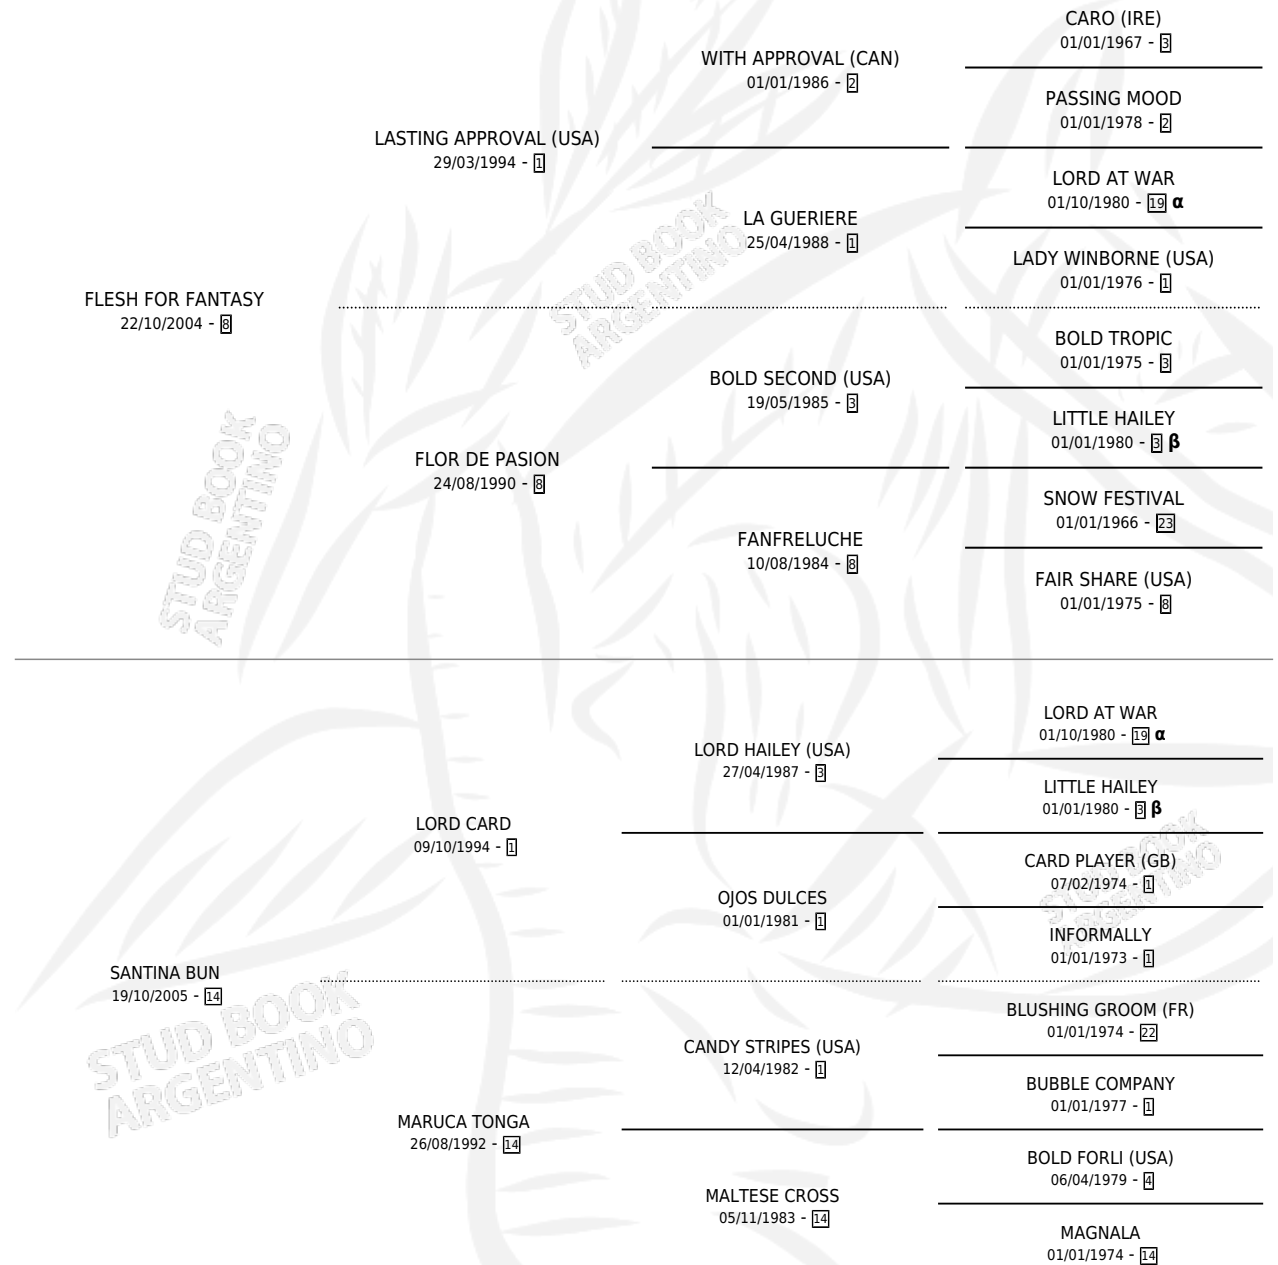 CARO (IRE)
01/01/1967 - 3
WITH APPROVAL (CAN)
01/01/1986 - 2
PASSING MOOD
01/01/1978 - 2
LASTING APPROVAL (USA)
29/03/1994 - 1
LORD AT WAR
01/10/1980 - 19 α
LA GUERIERE
25/04/1988 - 1
LADY WINBORNE (USA)
01/01/1976 - 1
FLESH FOR FANTASY
22/10/2004 - 8
BOLD TROPIC
01/01/1975 - 3
BOLD SECOND (USA)
19/05/1985 - 3
LITTLE HAILEY
01/01/1980 - 3 β
FLOR DE PASION
24/08/1990 - 8
SNOW FESTIVAL
01/01/1966 - 23
FANFRELUCHE
10/08/1984 - 8
FAIR SHARE (USA)
01/01/1975 - 8
LORD AT WAR
01/10/1980 - 19 α
LORD HAILEY (USA)
27/04/1987 - 3
LITTLE HAILEY
01/01/1980 - 3 β
LORD CARD
09/10/1994 - 1
CARD PLAYER (GB)
07/02/1974 - 1
OJOS DULCES
01/01/1981 - 1
INFORMALLY
01/01/1973 - 1
SANTINA BUN
19/10/2005 - 14
BLUSHING GROOM (FR)
01/01/1974 - 22
CANDY STRIPES (USA)
12/04/1982 - 1
BUBBLE COMPANY
01/01/1977 - 1
MARUCA TONGA
26/08/1992 - 14
BOLD FORLI (USA)
06/04/1979 - 4
MALTESE CROSS
05/11/1983 - 14
MAGNALA
01/01/1974 - 14
STUD BOOK
ARGENTINO
STUD BOOK
ARGENTINO
STUD BOOK
ARGENTINO
STUD BOOK
ARGENTINO